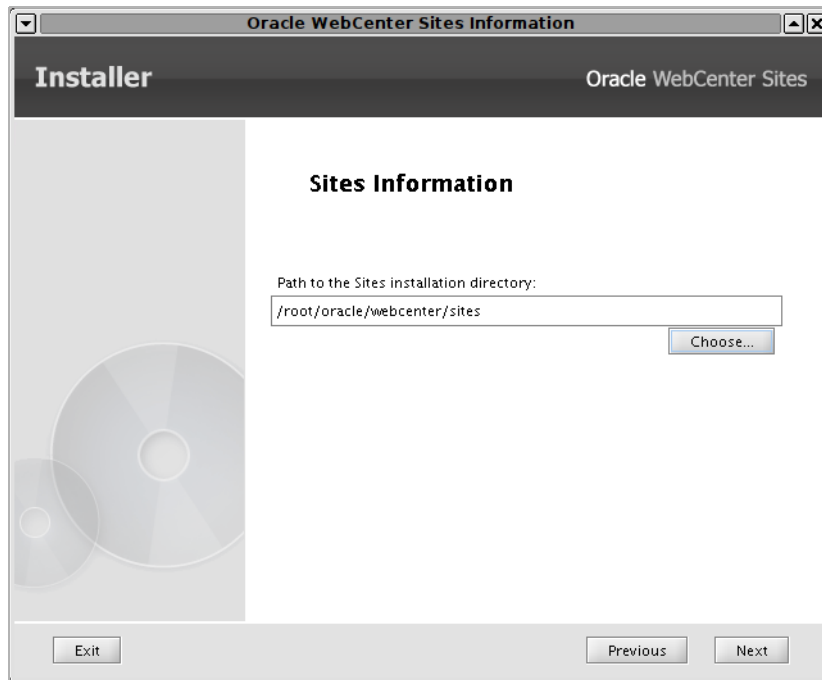 Oracle WebCenter Sites Information
Installer
Oracle WebCenter Sites
Sites Information
Path to the Sites installation directory:
/root/oracle/webcenter/sites
Choose...
Exit
Previous
Next